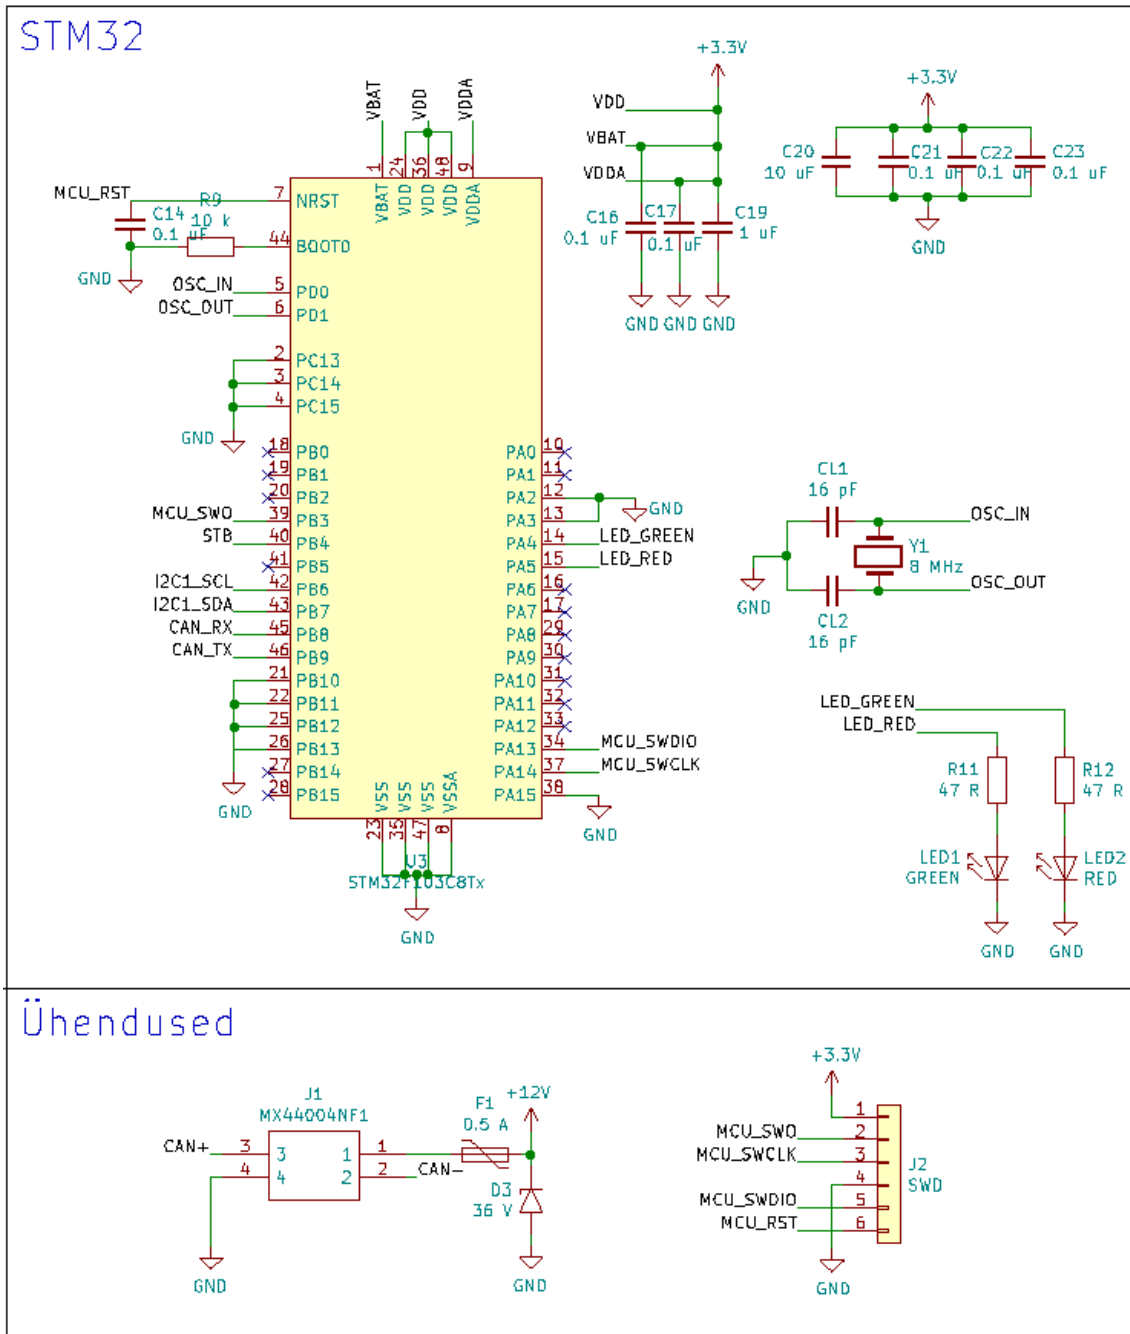 STM32
+3.3V
+3.3V
VBAT
VDD
VDDA
VDD
VBAT
VDDA
1
24
36
48
9
VBAT
VDD
VDD
VDD
VDDA
C20
10 uF
C21
0.1 uF
C22
0.1 uF
C23
0.1 uF
GND
C16
0.1 uF
C17
0.1 uF
C19
1 uF
GND
GND
GND
MCU_RST
7
NRST
C14
0.1 uF
R9
10 k
44
BOOT0
GND
OSC_IN
5
PD0
OSC_OUT
6
PD1
2
PC13
3
PC14
4
PC15
GND
18
PB0
19
PB1
20
PB2
MCU_SWO
39
PB3
STB
40
PB4
41
PB5
I2C1_SCL
42
PB6
I2C1_SDA
43
PB7
CAN_RX
45
PB8
CAN_TX
46
PB9
21
PB10
22
PB11
25
PB12
26
PB13
27
PB14
28
PB15
GND
PA0
10
PA1
11
PA2
12
PA3
13
GND
PA4
14
LED_GREEN
PA5
15
LED_RED
PA6
16
PA7
17
PA8
29
PA9
30
PA10
31
PA11
32
PA12
33
PA13
34
MCU_SWDIO
PA14
37
MCU_SWCLK
PA15
38
GND
VSS
VSS
VSS
VSSA
23
35
47
8
U3
STM32F103C8Tx
GND
CL1
16 pF
OSC_IN
Y1
8 MHz
OSC_OUT
GND
CL2
16 pF
LED_GREEN
LED_RED
R11
47 R
R12
47 R
LED1
GREEN
LED2
RED
GND
GND
Ühendused
J1
MX44004NF1
CAN+
3
3
4
4
1
1
2
2
CAN-
GND
F1
0.5 A
+12V
D3
36 V
GND
+3.3V
1
MCU_SWO
2
MCU_SWCLK
3
4
MCU_SWDIO
5
MCU_RST
6
J2
SWD
GND